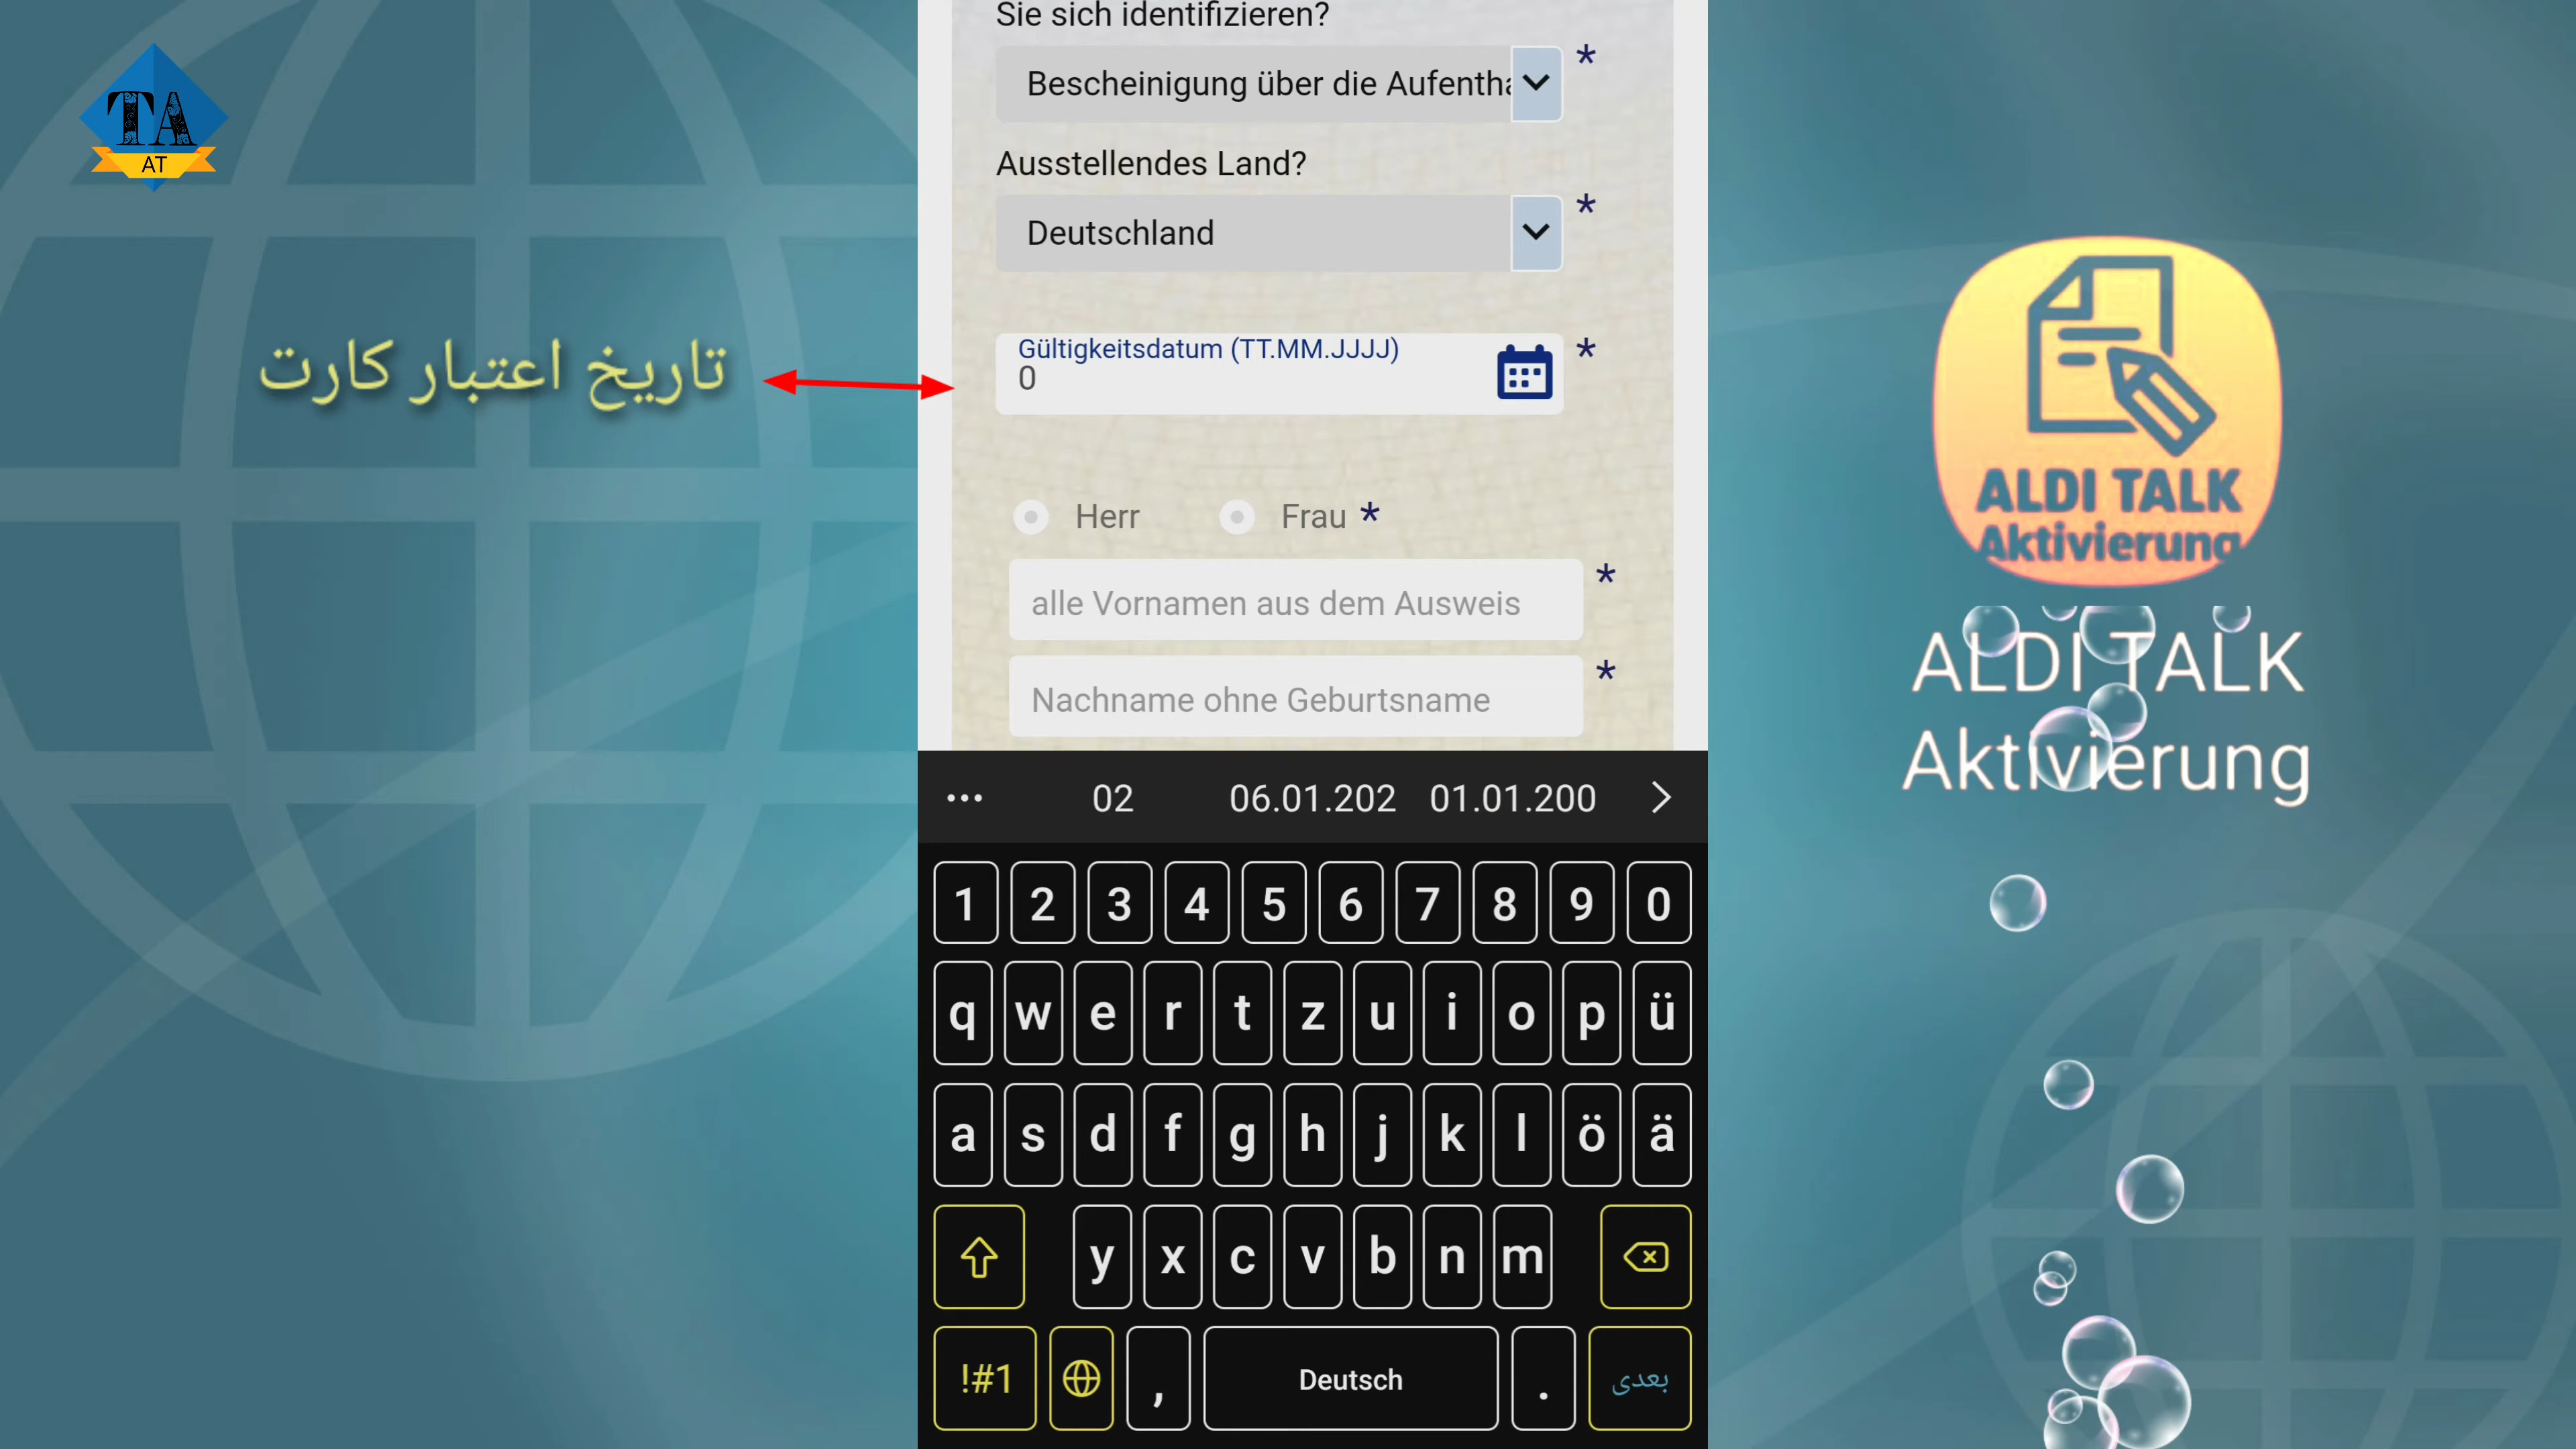 TA
AT
تاریخ اعتبار کارت
Sie sich identifizieren?
Bescheinigung über die Aufentha
*
Ausstellendes Land?
Deutschland
*
Gültigkeitsdatum (TT.MM.JJJJ)
0
*
Herr Frau *
alle Vornamen aus dem Ausweis
*
Nachname ohne Geburtsname
*
... 02 06.01.202 01.01.200
1 2 3 4 5 6 7 8 9 0
q w e r t z u i o p ü
a s d f g h j k l ö ä
y x c v b n m
!#1 , Deutsch . بعدی
ALDI TALK
Aktivierung
ALDI TALK
Aktivierung